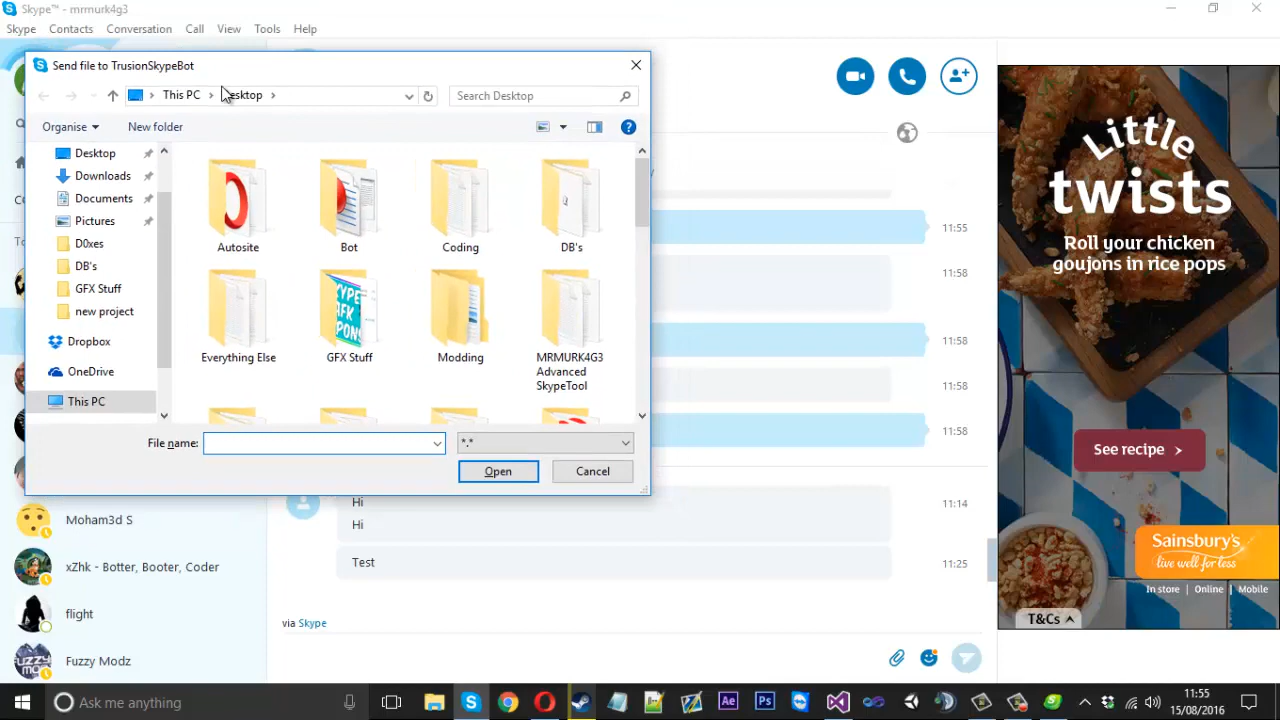 Skype™ - mrmurk4g3
Skype Contacts Conversation Call View Tools Help
Send file to TrusionSkypeBot
This PC Desktop
Search Desktop
Organise New folder
Desktop
Downloads
Documents
Pictures
D0xes
DB's
GFX Stuff
new project
Dropbox
OneDrive
This PC
Autosite Bot Coding DB's
Everything Else GFX Stuff Modding MRMURK4G3
Advanced
SkypeTool
File name: *.*
Open Cancel
11:55
11:58
11:58
11:58
Hi 11:14
Hi
Test 11:25
Moham3d S
xZhk - Botter, Booter, Coder
flight
Fuzzy Modz
via Skype
Little
twists
Roll your chicken
goujons in rice pops
See recipe >
Sainsbury's
live well for less
In store | Online | Mobile
T&Cs
Ask me anything
Ae Ps
11:55
15/08/2016